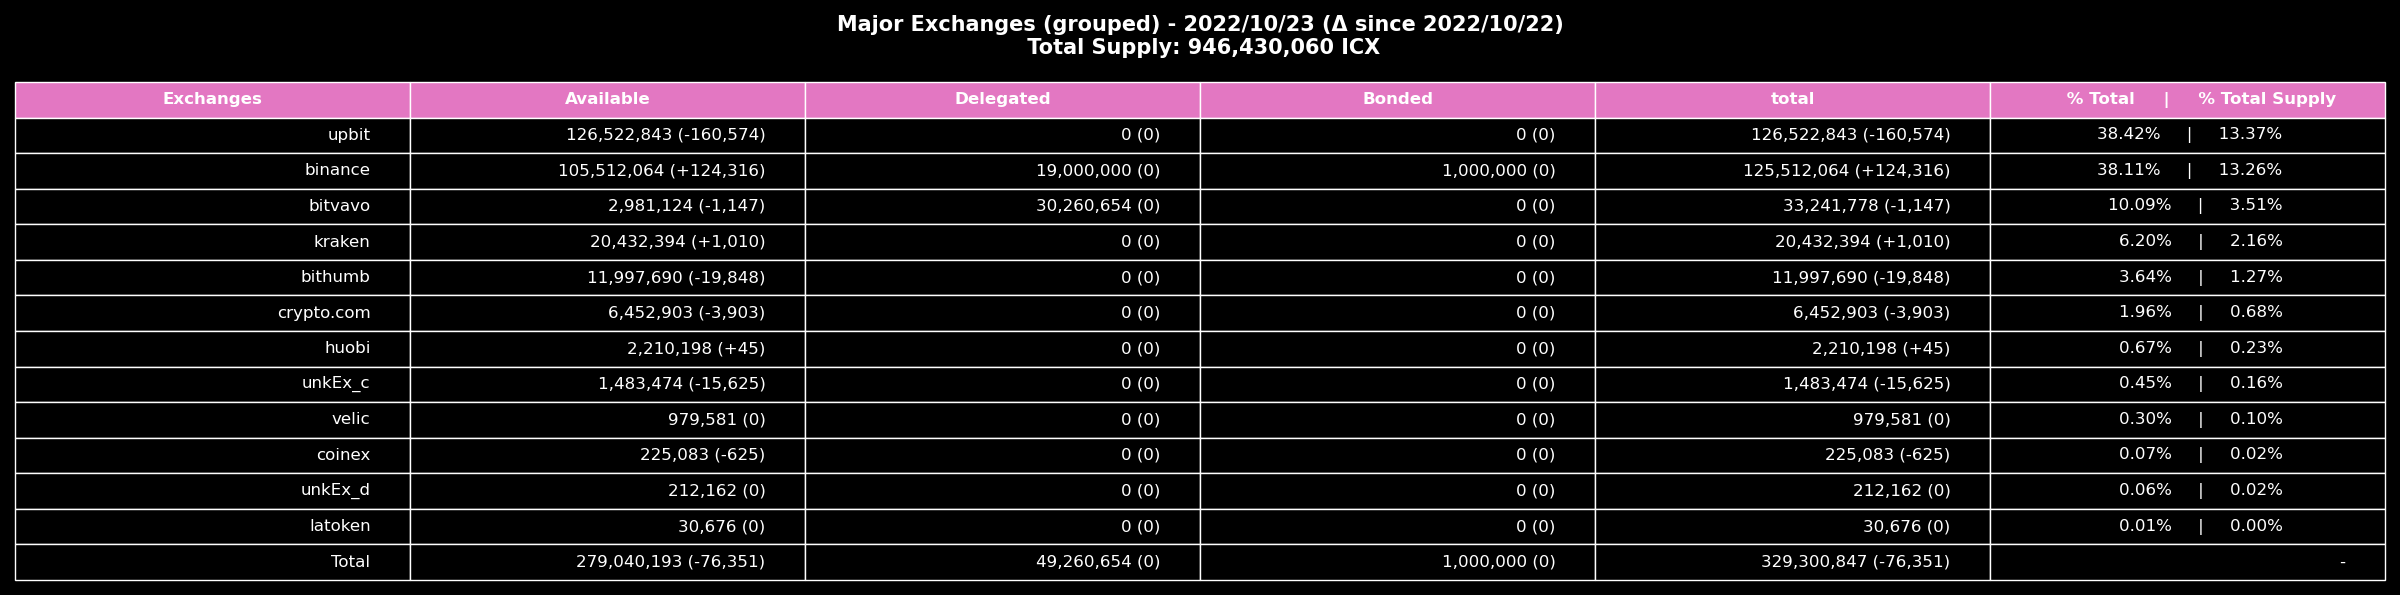 Major Exchanges (grouped) - 2022/10/23 (Δ since 2022/10/22)
Total Supply: 946,430,060 ICX
Exchanges Available Delegated Bonded total % Total | % Total Supply
upbit 126,522,843 (-160,574) 0 (0) 0 (0) 126,522,843 (-160,574) 38.42% | 13.37%
binance 105,512,064 (+124,316) 19,000,000 (0) 1,000,000 (0) 125,512,064 (+124,316) 38.11% | 13.26%
bitvavo 2,981,124 (-1,147) 30,260,654 (0) 0 (0) 33,241,778 (-1,147) 10.09% | 3.51%
kraken 20,432,394 (+1,010) 0 (0) 0 (0) 20,432,394 (+1,010) 6.20% | 2.16%
bithumb 11,997,690 (-19,848) 0 (0) 0 (0) 11,997,690 (-19,848) 3.64% | 1.27%
crypto.com 6,452,903 (-3,903) 0 (0) 0 (0) 6,452,903 (-3,903) 1.96% | 0.68%
huobi 2,210,198 (+45) 0 (0) 0 (0) 2,210,198 (+45) 0.67% | 0.23%
unkEx_c 1,483,474 (-15,625) 0 (0) 0 (0) 1,483,474 (-15,625) 0.45% | 0.16%
velic 979,581 (0) 0 (0) 0 (0) 979,581 (0) 0.30% | 0.10%
coinex 225,083 (-625) 0 (0) 0 (0) 225,083 (-625) 0.07% | 0.02%
unkEx_d 212,162 (0) 0 (0) 0 (0) 212,162 (0) 0.06% | 0.02%
latoken 30,676 (0) 0 (0) 0 (0) 30,676 (0) 0.01% | 0.00%
Total 279,040,193 (-76,351) 49,260,654 (0) 1,000,000 (0) 329,300,847 (-76,351) -